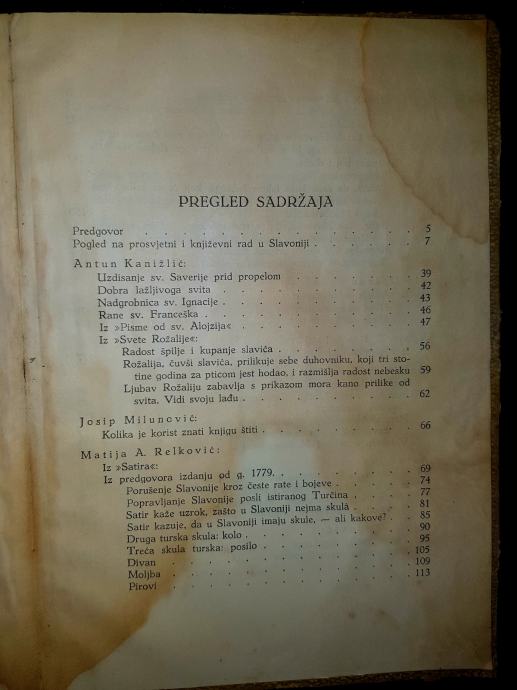 PREGLED SADRŽAJA
Predgovor . . . . . . . . . . . . 5
Pogled na prosvjetni i književni rad u Slavoniji . . . . . 7
Antun Kanižlić:
Uzdisanje sv. Saverije prid propelom . . . . . . 39
Dobra lažljivoga svita . . . . . . . . 42
Nadgrobnica sv. Ignacije . . . . . . . . 43
Rane sv. Franceška . . . . . . . . 46
Iz »Pisme od sv. Alojzija« . . . . . . . . 47
Iz »Svete Rožalije«:
Radost špilje i kupanje slaviča . . . . . . 56
Rožalija, čuvši slaviča, prilikuje sebe duhovniku, koji tri sto-
tine godina za pticom jest hodao, i razmišlja radost nebesku 59
Ljubav Rožaliju zabavlja s prikazom mora kano prilike od
svita. Vidi svoju lađu . . . . . . . . 62
Josip Milunović:
Kolika je korist znati knjigu štiti . . . . . . 66
Matija A. Relković:
Iz »Satira«:
Iz predgovora izdanju od g. 1779. . . . . . . 69
Porušenje Slavonije kroz česte rate i bojeve . . . . 74
Popravljanje Slavonije posli istiranog Turčina . . . . 77
Satir kaže uzrok, zašto u Slavoniji nejma skulâ . . . . 81
Satir kazuje, da u Slavoniji imaju skule, — ali kakove? . . 85
Druga turska skula: kolo . . . . . . . . 90
Treća skula turska: posilo . . . . . . . . 95
Divan . . . . . . . . . . 105
Moljba . . . . . . . . . . 109
Pirovi . . . . . . . . . . 113